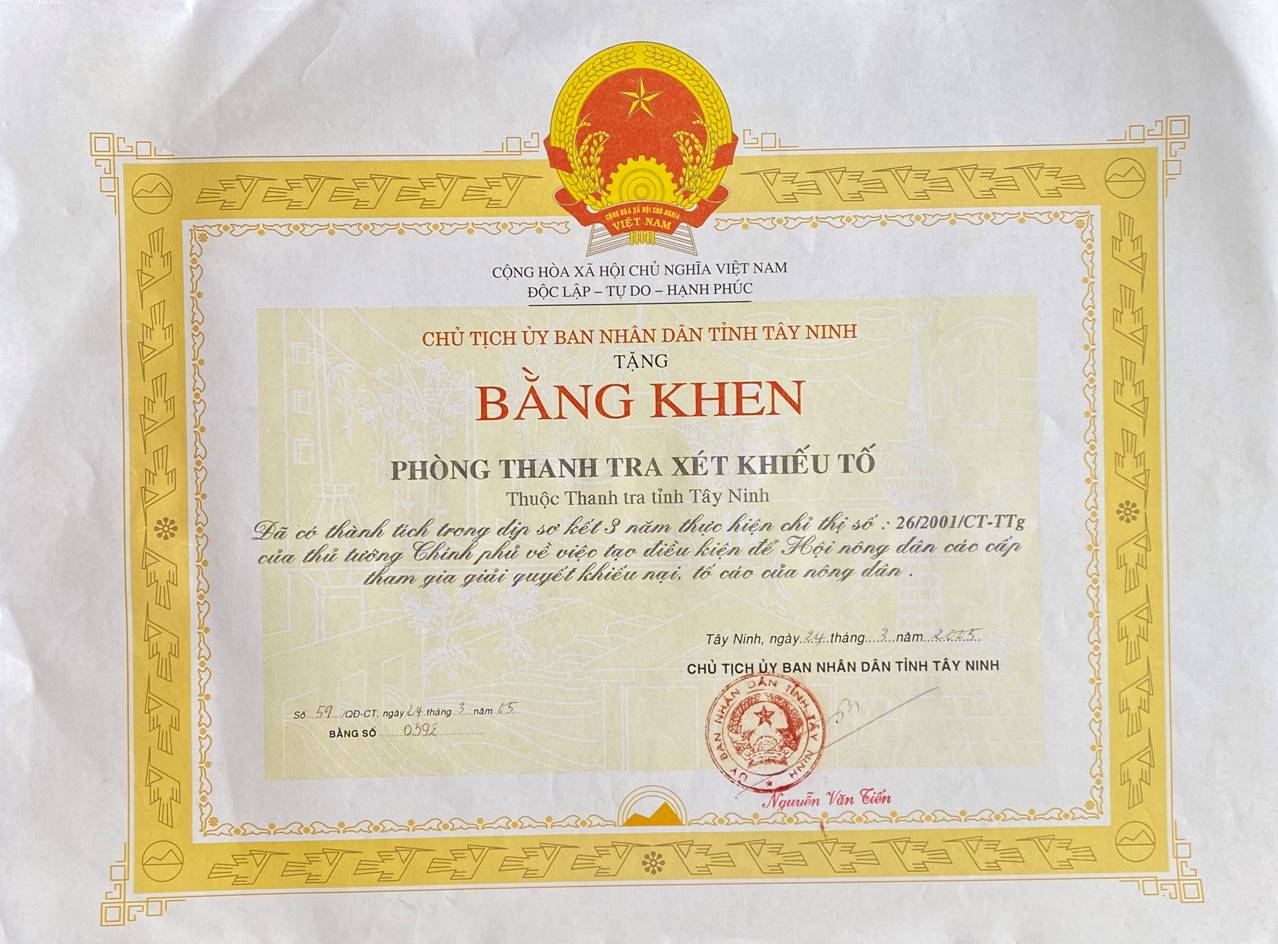 CỘNG HÒA XÃ HỘI CHỦ NGHĨA
VIỆT NAM
CỘNG HÒA XÃ HỘI CHỦ NGHĨA VIỆT NAM
ĐỘC LẬP – TỰ DO – HẠNH PHÚC
CHỦ TỊCH ỦY BAN NHÂN DÂN TỈNH TÂY NINH
TẶNG
BẰNG KHEN
PHÒNG THANH TRA XÉT KHIẾU TỐ
Thuộc Thanh tra tỉnh Tây Ninh
Đã có thành tích trong dịp sơ kết 3 năm thực hiện chỉ thị số : 26/2001/CT-TTg
của thủ tướng Chính phủ về việc tạo điều kiện để Hội nông dân các cấp
tham gia giải quyết khiếu nại, tố cáo của nông dân .
Tây Ninh, ngày 24 tháng 3 năm 2005
CHỦ TỊCH ỦY BAN NHÂN DÂN TỈNH TÂY NINH
Số 59 /QĐ-CT, ngày 24 tháng 3 năm 05
BẰNG SỐ 0392
ỦY BAN NHÂN DÂN TỈNH TÂY NINH
Nguyễn Văn Tiến